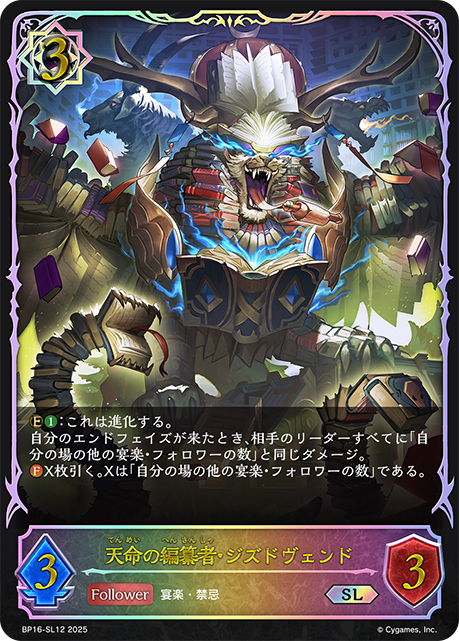 3
E1：これは進化する。
自分のエンドフェイズが来たとき、相手のリーダーすべてに「自
分の場の他の宴楽・フォロワーの数」と同じダメージ。
F X枚引く。Xは「自分の場の他の宴楽・フォロワーの数」である。
てんめい へんさんしゃ
天命の編纂者・ジズドヴェンド
3
Follower 宴楽・禁忌
SL
3
BP16-SL12 2025
© Cygames, Inc.